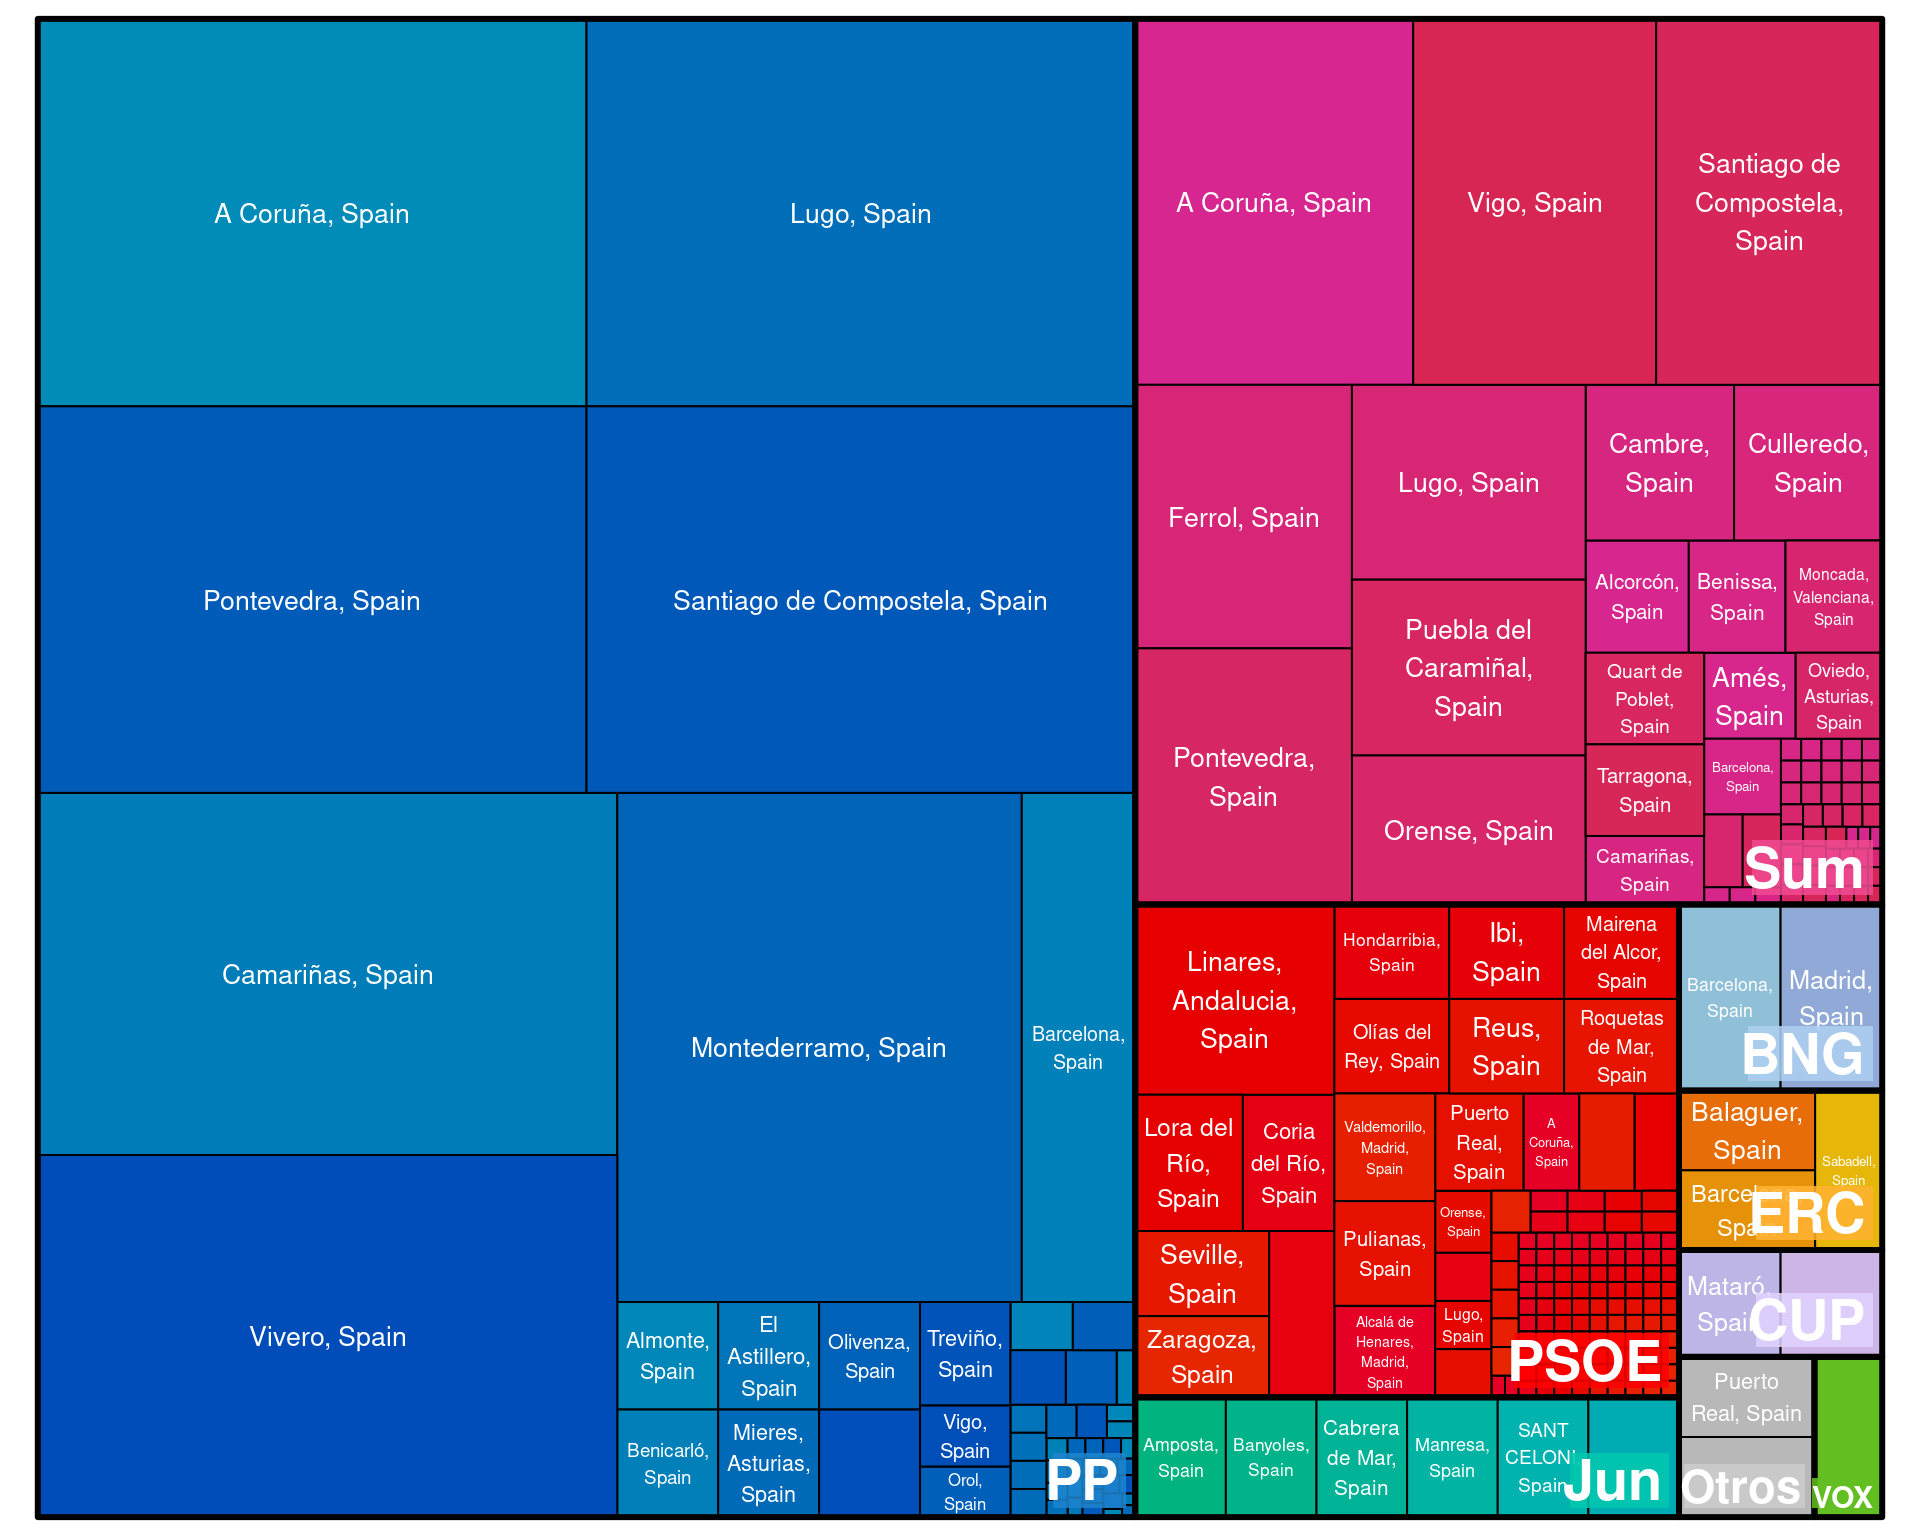 A Coruña, Spain
Lugo, Spain
Pontevedra, Spain
Santiago de Compostela, Spain
Camariñas, Spain
Vivero, Spain
Montederramo, Spain
Barcelona,
Spain
Almonte,
Spain
El
Astillero,
Spain
Olivenza,
Spain
Treviño,
Spain
Benicarló,
Spain
Mieres,
Asturias,
Spain
Vigo,
Spain
Orol,
Spain
PP
A Coruña, Spain
Vigo, Spain
Santiago de
Compostela,
Spain
Ferrol, Spain
Lugo, Spain
Cambre,
Spain
Culleredo,
Spain
Pontevedra,
Spain
Puebla del
Caramiñal,
Spain
Orense, Spain
Alcorcón,
Spain
Benissa,
Spain
Moncada,
Valenciana,
Spain
Quart de
Poblet,
Spain
Amés,
Spain
Oviedo,
Asturias,
Spain
Tarragona,
Spain
Barcelona,
Spain
Camariñas,
Spain
Sum
Linares,
Andalucia,
Spain
Hondarribia,
Spain
Ibi,
Spain
Mairena
del Alcor,
Spain
Olías del
Rey, Spain
Reus,
Spain
Roquetas
de Mar,
Spain
Lora del
Río,
Spain
Coria
del Río,
Spain
Valdemorillo,
Madrid,
Spain
Puerto
Real,
Spain
A
Coruña,
Spain
Seville,
Spain
Zaragoza,
Spain
Pulianas,
Spain
Orense,
Spain
Alcalá de
Henares,
Madrid,
Spain
Lugo,
Spain
PSOE
Barcelona,
Spain
Madrid,
Spain
BNG
Balaguer,
Spain
Barcelona,
Spain
Sabadell,
Spain
ERC
Mataró,
Spain
CUP
Amposta,
Spain
Banyoles,
Spain
Cabrera
de Mar,
Spain
Manresa,
Spain
SANT
CELONI
Spain
Jun
Puerto
Real, Spain
Otros
VOX